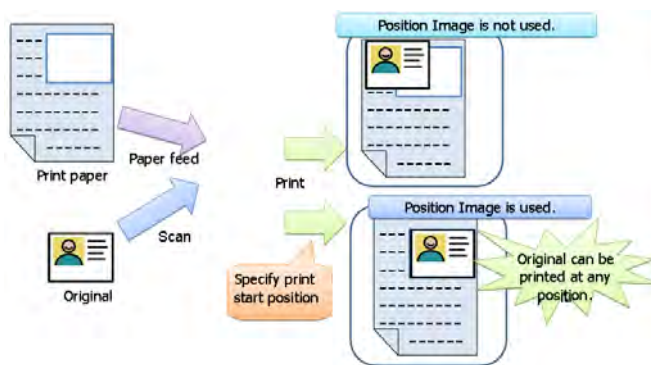 Position Image is not used.
Print paper
Paper feed
Scan
Original
Print
Position Image is used.
Specify print
start position
Original can be
printed at any
position.